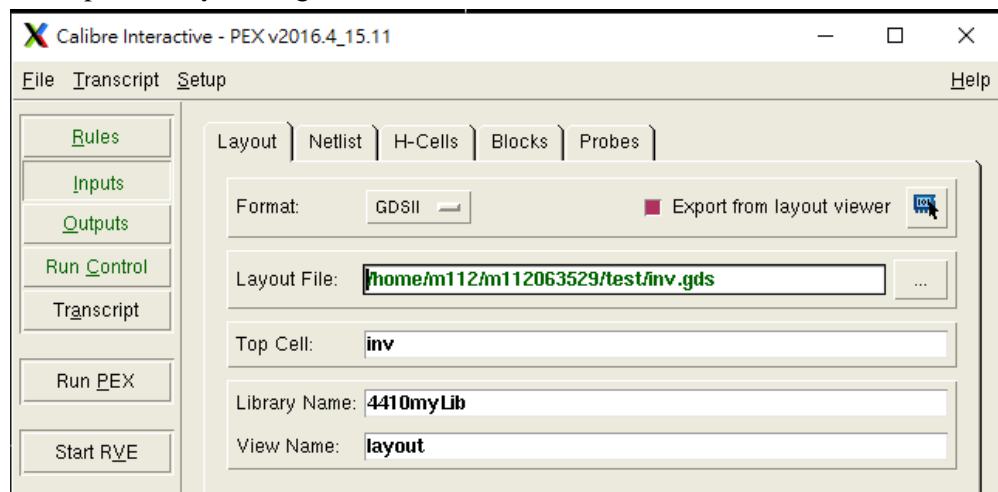 Calibre Interactive - PEX v2016.4_15.11
File Transcript Setup Help
Rules
Inputs
Outputs
Run Control
Transcript
Run PEX
Start RVE
Layout Netlist H-Cells Blocks Probes
Format: GDSII Export from layout viewer
Layout File: /home/m112/m112063529/test/inv.gds ...
Top Cell: inv
Library Name: 4410myLib
View Name: layout